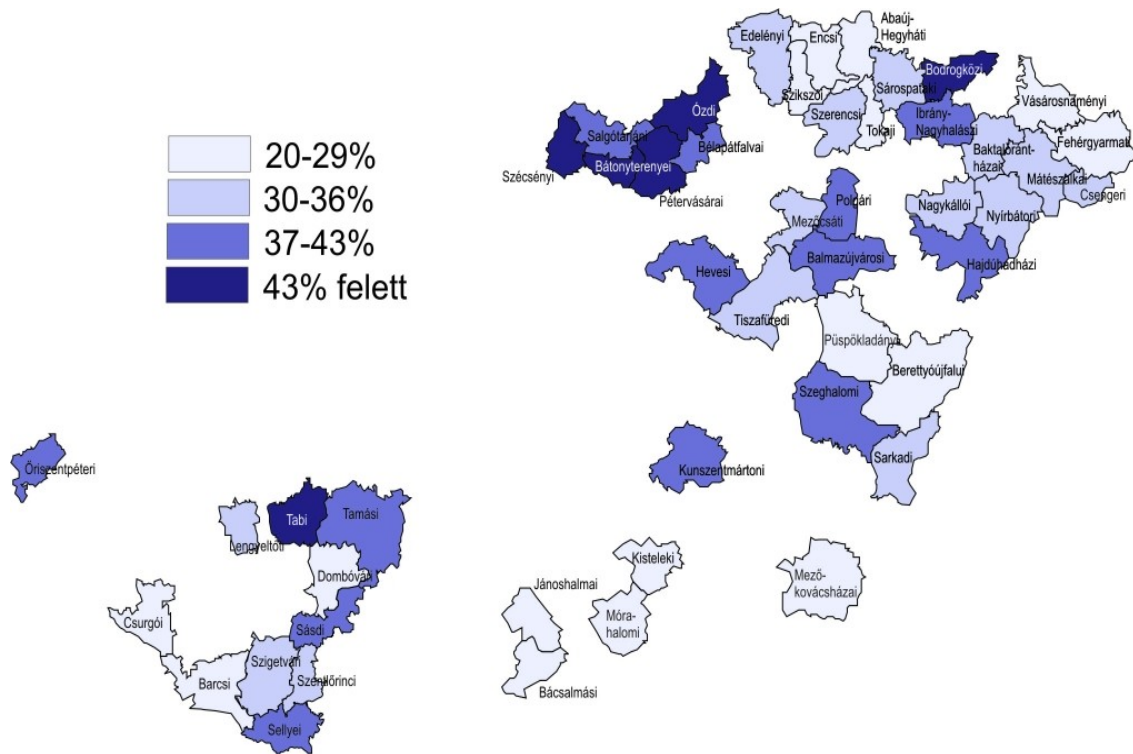 20-29%
30-36%
37-43%
43% felett
Edelényi
Encsi
Abaúj-
Hegyháti
Bodrogközi
Sárospataki
Szikszói
Szerencsi
Tokaji
Ibrány-
Nagyhalászi
Vásárosnaményi
Fehérgyarmati
Baktalóránt-
házai
Mátészalkai
Csengeri
Nagykállói
Nyírbátori
Hajdúhadházi
Ózdi
Salgótarjáni
Bélapátfalvai
Szécsényi
Bátonyterenyei
Pétervásárai
Polgári
Mezőcsáti
Balmazújvárosi
Hevesi
Tiszafüredi
Püspökladányi
Berettyóújfalui
Szeghalomi
Sarkadi
Kunszentmártoni
Őriszentpéteri
Tabi
Tamási
Lengyeltóti
Dombóvári
Csurgói
Sásdi
Szigetvári
Szentlőrinci
Barcsi
Sellyei
Kisteleki
Jánoshalmai
Móra-
halomi
Bácsalmási
Mező-
kovácsházai